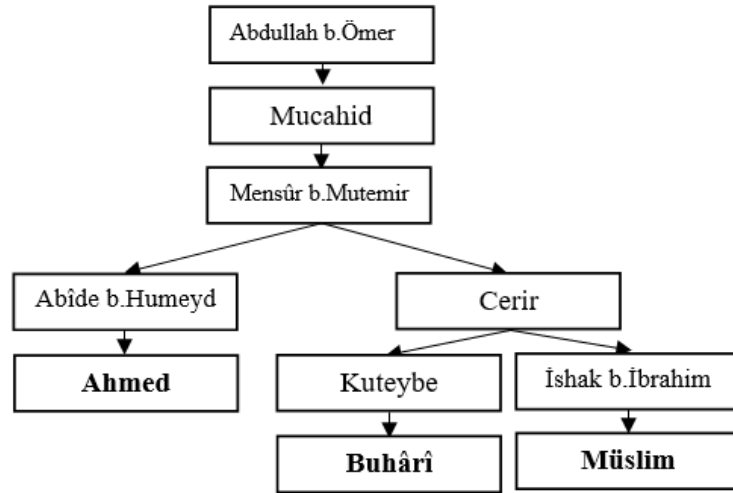 Abdullah b.Ömer
Mucahid
Mensûr b.Mutemir
Abîde b.Humeyd
Cerir
Ahmed
Kuteybe
İshak b.İbrahim
Buhârî
Müslim